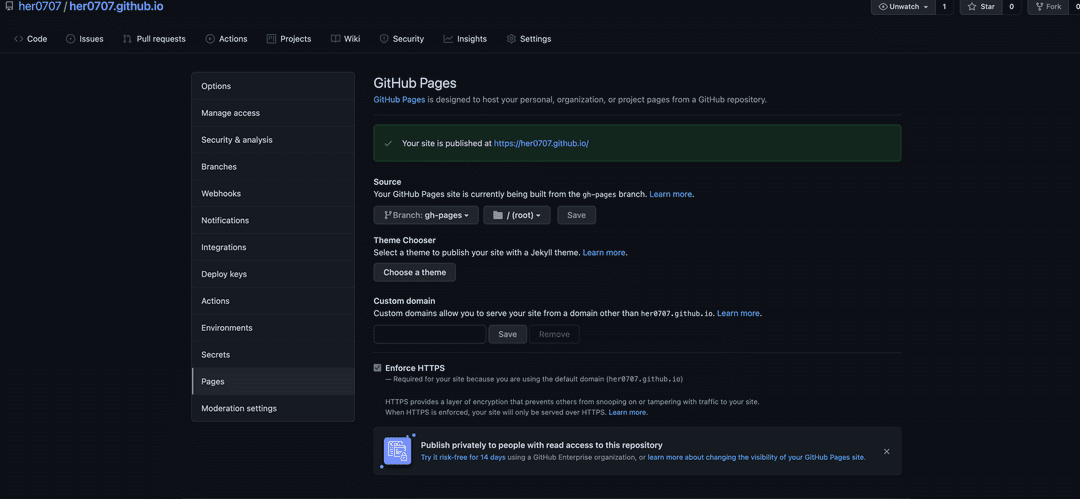 her0707 / her0707.github.io
Unwatch 1 Star 0 Fork 0
Code Issues Pull requests Actions Projects Wiki Security Insights Settings
Options
Manage access
Security & analysis
Branches
Webhooks
Notifications
Integrations
Deploy keys
Actions
Environments
Secrets
Pages
Moderation settings
GitHub Pages
GitHub Pages is designed to host your personal, organization, or project pages from a GitHub repository.
Your site is published at https://her0707.github.io/
Source
Your GitHub Pages site is currently being built from the gh-pages branch. Learn more.
Branch: gh-pages / (root) Save
Theme Chooser
Select a theme to publish your site with a Jekyll theme. Learn more.
Choose a theme
Custom domain
Custom domains allow you to serve your site from a domain other than her0707.github.io. Learn more.
Save Remove
Enforce HTTPS
— Required for your site because you are using the default domain (her0707.github.io)
HTTPS provides a layer of encryption that prevents others from snooping on or tampering with traffic to your site.
When HTTPS is enforced, your site will only be served over HTTPS. Learn more.
Publish privately to people with read access to this repository
Try it risk-free for 14 days using a GitHub Enterprise organization, or learn more about changing the visibility of your GitHub Pages site.